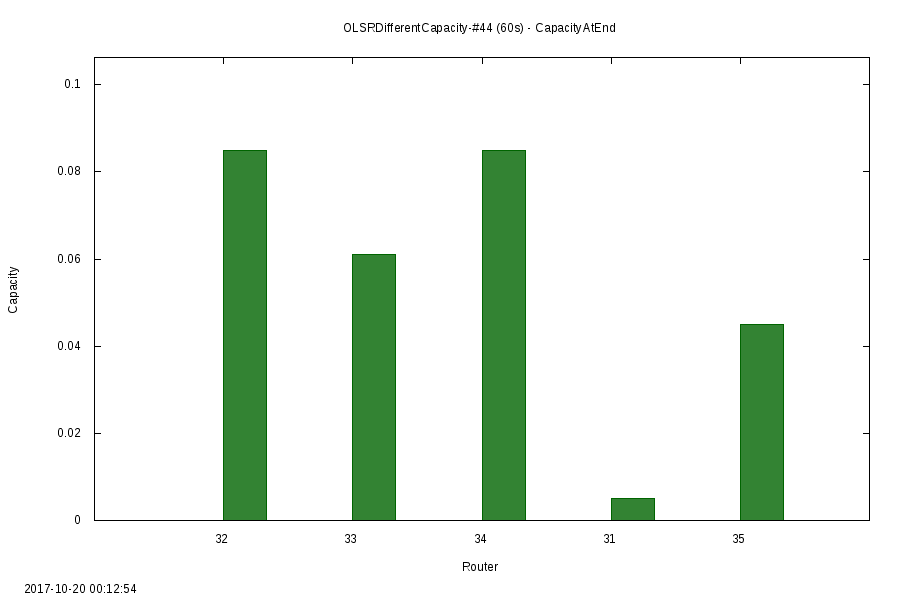 OLSRDifferentCapacity-#44 (60s) - CapacityAtEnd
0.1
0.08
0.06
0.04
0.02
0
Capacity
32 33 34 31 35
Router
2017-10-20 00:12:54